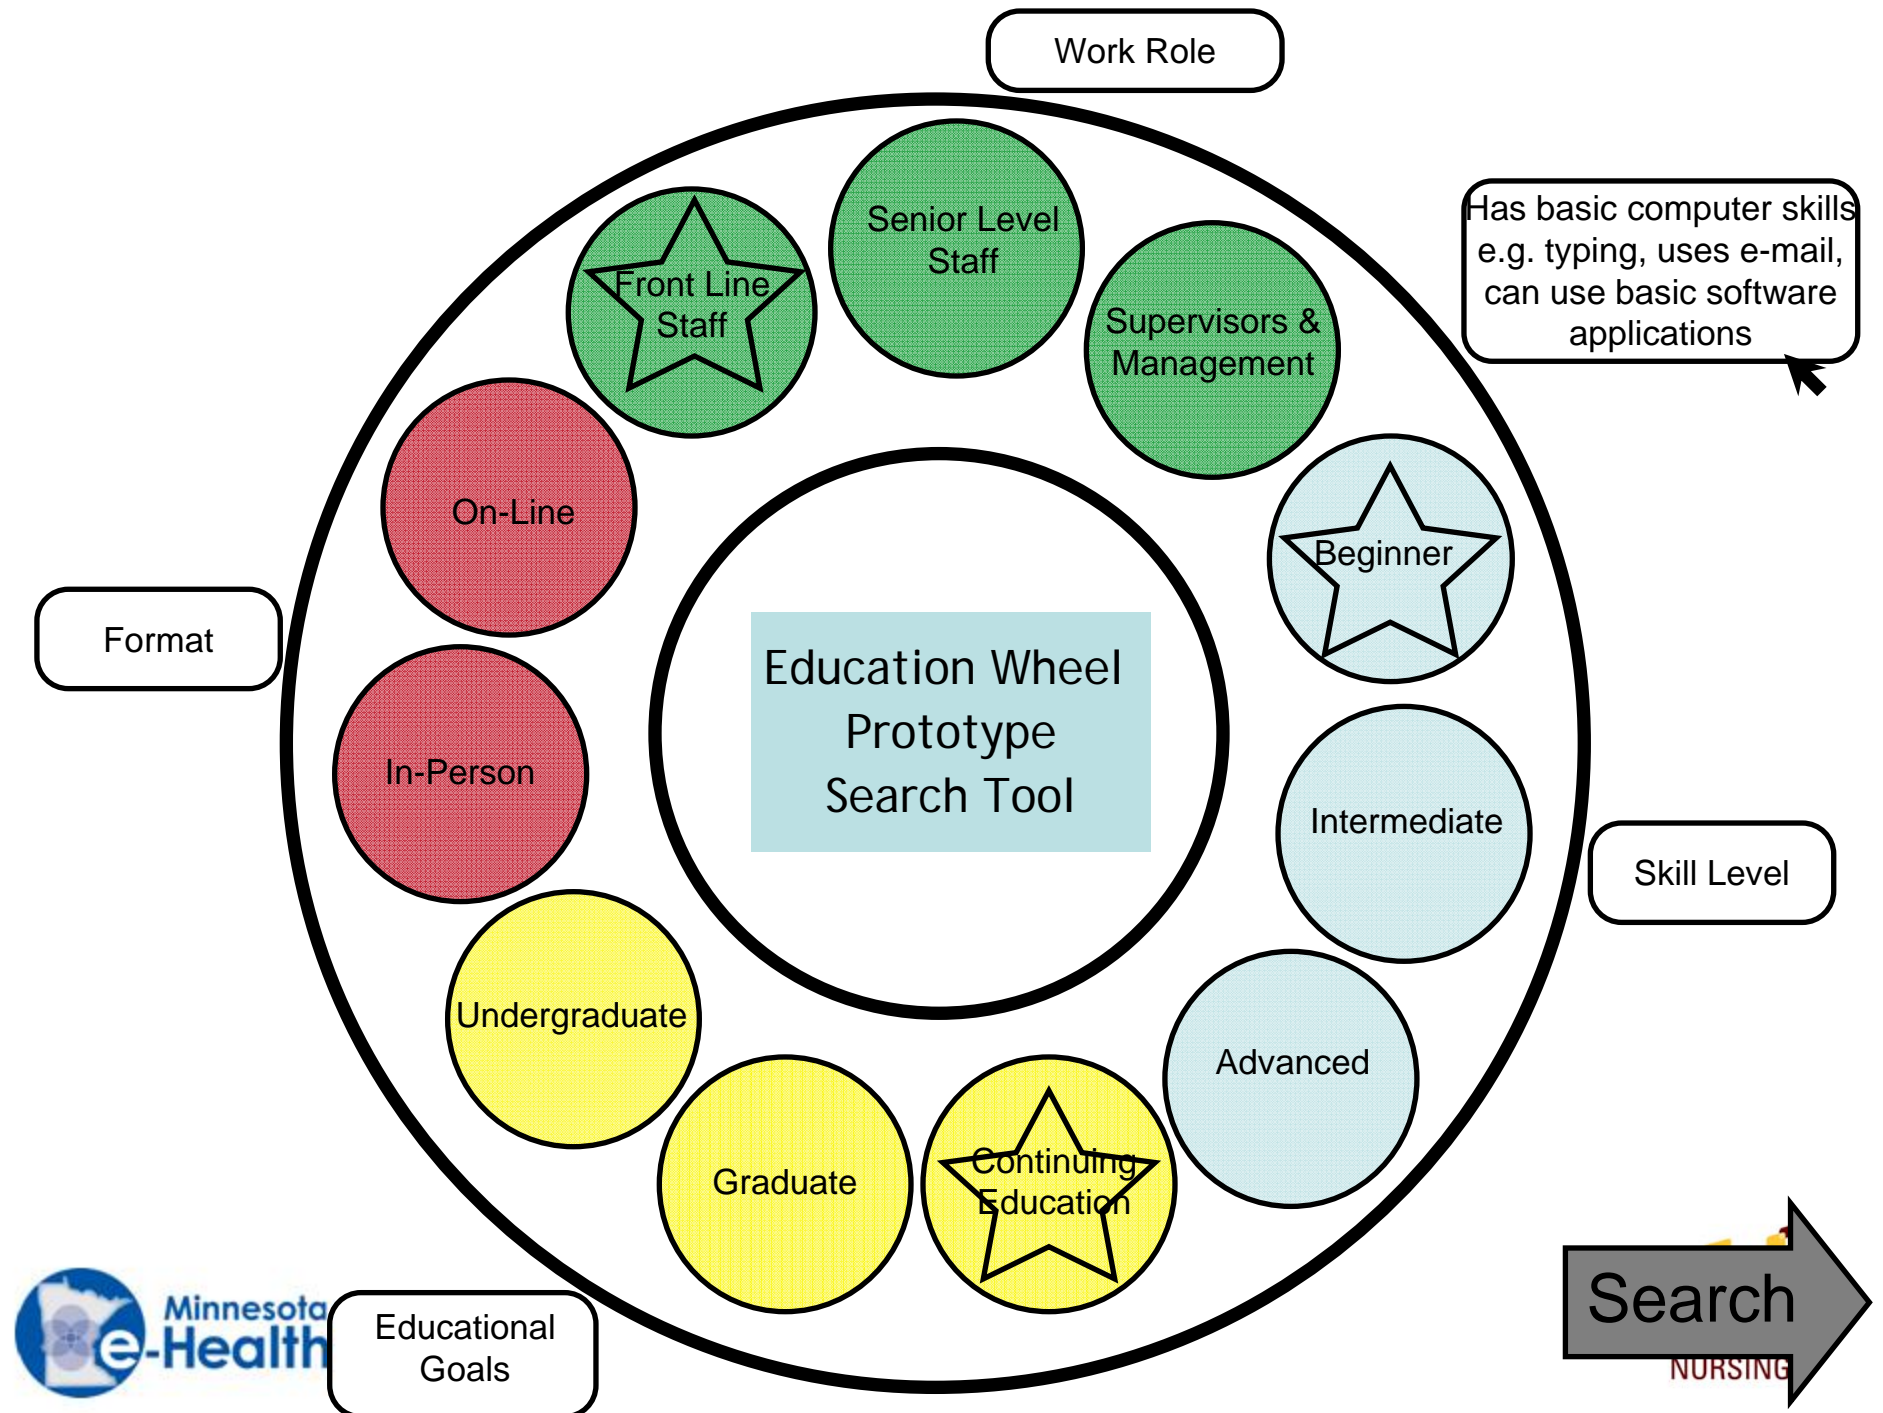 Work Role
Senior Level
Staff
Has basic computer skills
e.g. typing, uses e-mail,
can use basic software
applications
Front Line
Staff
Supervisors &
Management
On-Line
Beginner
Format
Education Wheel
Prototype
Search Tool
In-Person
Intermediate
Skill Level
Undergraduate
Advanced
Graduate
Continuing
Education
Search
NURSING
Minnesota
e-Health
Educational
Goals